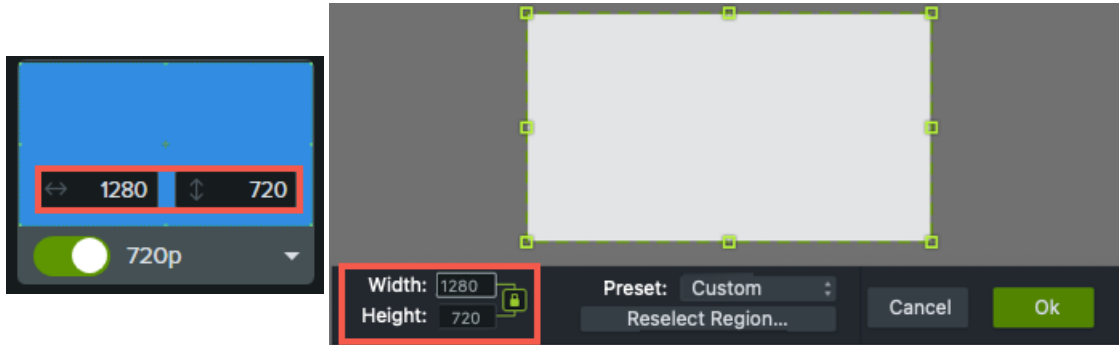 1280 720
720p
Width: 1280
Height: 720
Preset: Custom
Reselect Region...
Cancel
Ok